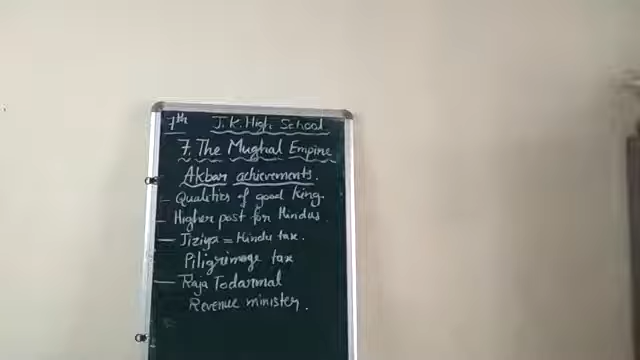 7th J.K. High School
7. The Mughal Empire
Akbar achievements.
- Qualities of good King.
- Higher post for Hindus.
- Jiziya = Hindu tax.
Piligrimage tax
- Raja Todarmal
Revenue minister.